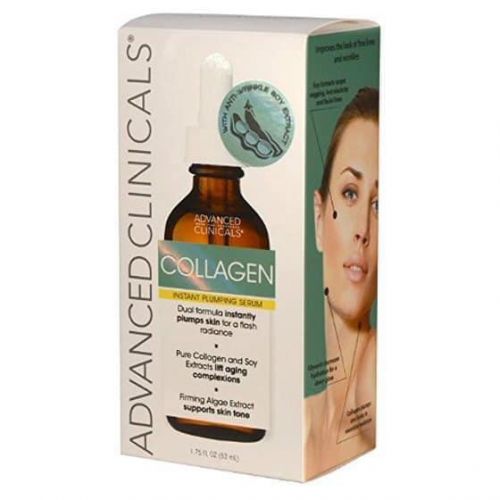 ADVANCED CLINICALS®
WITH ANTI-WRINKLE SOY EXTRACT
ADVANCED
CLINICALS®
COLLAGEN
INSTANT PLUMPING SERUM
Dual formula instantly
plumps skin for a flash
radiance
Pure Collagen and Soy
Extracts lift aging
complexions
Firming Algae Extract
supports skin tone
1.75 fl OZ (52 mL)
Improves the look of fine lines
and wrinkles